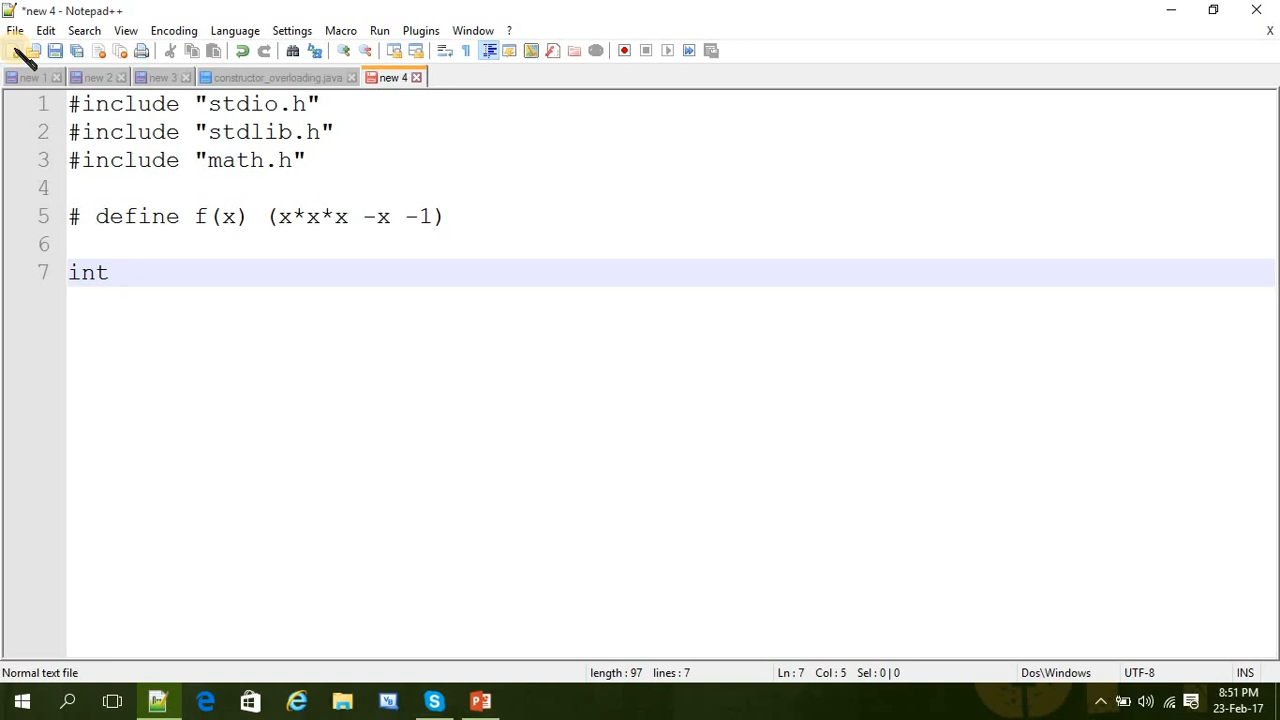 *new 4 - Notepad++
File Edit Search View Encoding Language Settings Macro Run Plugins Window ? X
new 1 new 2 new 3 constructor_overloading.java new 4
1 #include "stdio.h"
2 #include "stdlib.h"
3 #include "math.h"
4
5 # define f(x) (x*x*x -x -1)
6
7 int
Normal text file length : 97 lines : 7 Ln : 7 Col : 5 Sel : 0 | 0 Dos\Windows UTF-8 INS
8:51 PM
23-Feb-17